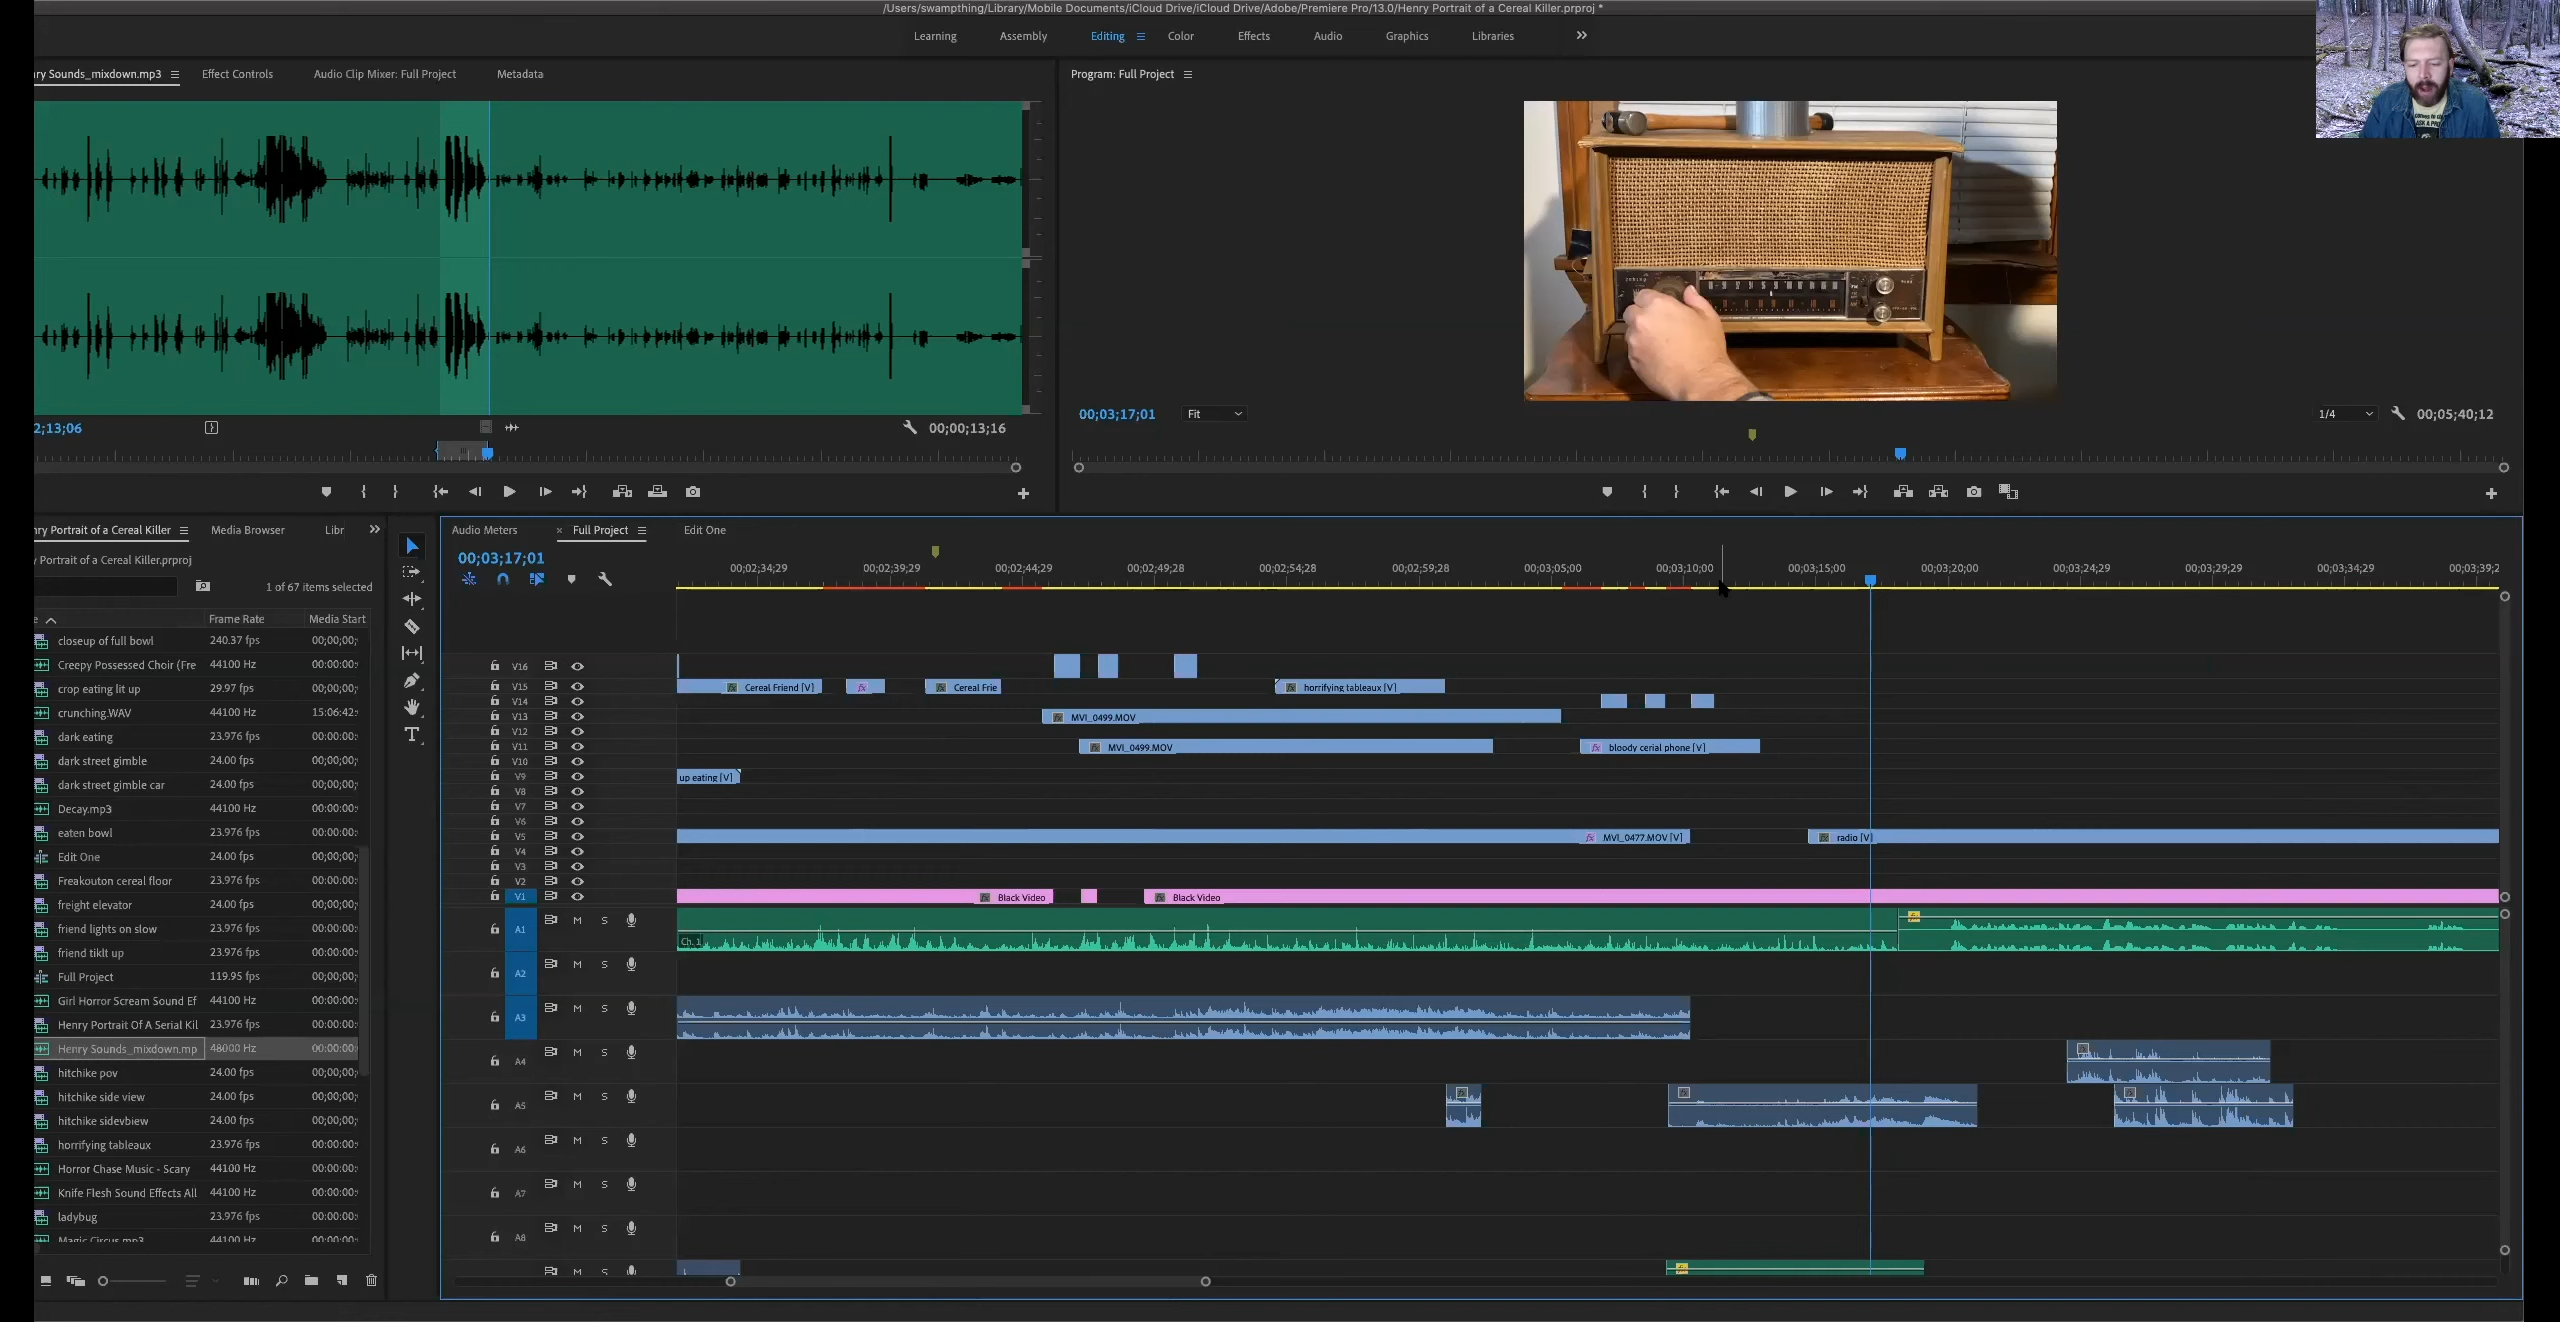 /Users/swampthing/Library/Mobile Documents/iCloud Drive/iCloud Drive/Adobe/Premiere Pro/13.0/Henry Portrait of a Cereal Killer.prproj *
Learning Assembly Editing Color Effects Audio Graphics Libraries
ry Sounds_mixdown.mp3 Effect Controls Audio Clip Mixer: Full Project Metadata
Program: Full Project
2;13;06 00;00;13;16
00;03;17;01 Fit 1/4 00;05;40;12
nry Portrait of a Cereal Killer Media Browser Libr
y Portrait of a Cereal Killer.prproj
1 of 67 items selected
e Frame Rate Media Start
closeup of full bowl 240.37 fps 00;00;00;
Creepy Possessed Choir (Fre 44100 Hz 00:00:00:
crop eating lit up 29.97 fps 00;00;00;
crunching.WAV 44100 Hz 15:06:42:
dark eating 23.976 fps 00:00:00:
dark street gimble 24.00 fps 00;00;00;
dark street gimble car 24.00 fps 00;00;00;
Decay.mp3 44100 Hz 00:00:00:
eaten bowl 23.976 fps 00:00:00:
Edit One 24.00 fps 00;00;00;
Freakouton cereal floor 23.976 fps 00:00:00:
freight elevator 24.00 fps 00;00;00;
friend lights on slow 23.976 fps 00:00:00:
friend tiklt up 23.976 fps 00:00:00:
Full Project 119.95 fps 00;00;00;
Girl Horror Scream Sound Ef 44100 Hz 00:00:00:
Henry Portrait Of A Serial Kil 23.976 fps 00:00:00:
Henry Sounds_mixdown.mp 48000 Hz 00:00:00:
hitchike pov 24.00 fps 00;00;00;
hitchike side view 24.00 fps 00;00;00;
hitchike sidevbiew 24.00 fps 00;00;00;
horrifying tableaux 23.976 fps 00:00:00:
Horror Chase Music - Scary 44100 Hz 00:00:00:
Knife Flesh Sound Effects All 44100 Hz 00:00:00:
ladybug 23.976 fps 00:00:00:
Magic Circus.mp3 44100 Hz 00:00:00:
Audio Meters × Full Project Edit One
00;03;17;01
00;02;34;29 00;02;39;29 00;02;44;29 00;02;49;28 00;02;54;28 00;02;59;28 00;03;05;00 00;03;10;00 00;03;15;00 00;03;20;00 00;03;24;29 00;03;29;29 00;03;34;29 00;03;39;2
V16
V15 Cereal Friend [V] fx Cereal Frie horrifying tableaux [V]
V14
V13 MVI_0499.MOV
V12
V11 MVI_0499.MOV fx bloody cerial phone [V]
V10
V9 up eating [V]
V8
V7
V6
V5 fx MVI_0477.MOV [V] radio [V]
V4
V3
V2
V1 Black Video Black Video
A1 M S Ch. 1
A2 M S
A3 M S
A4 M S
A5 M S
A6 M S
A7 M S
A8 M S
M S